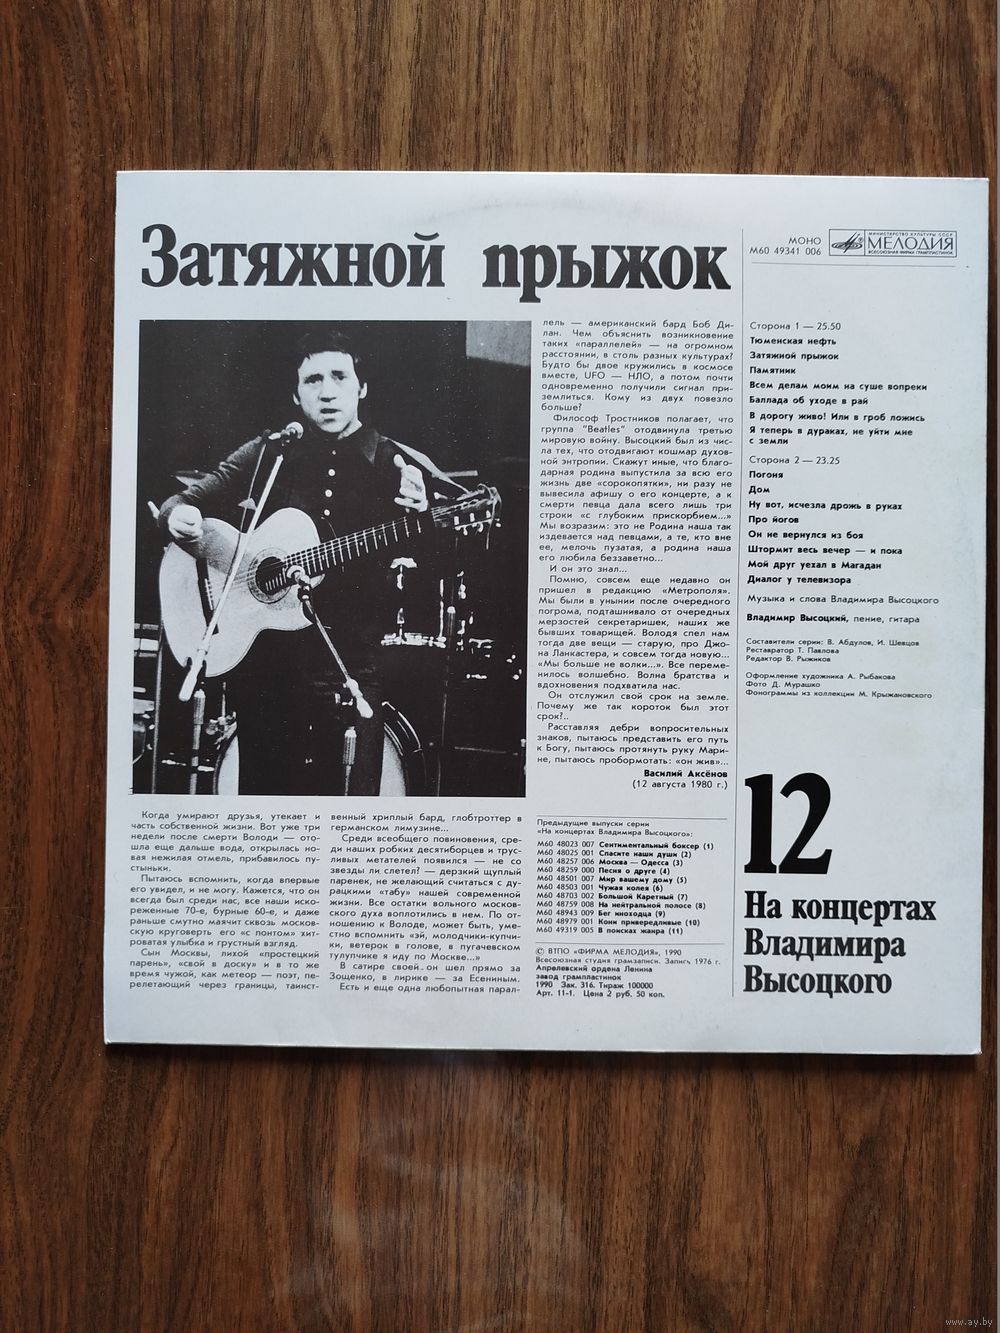 Затяжной прыжок
МОНО
М60 49341 006
МИНИСТЕРСТВО КУЛЬТУРЫ СССР
МЕЛОДИЯ
ВСЕСОЮЗНАЯ ФИРМА ГРАМПЛАСТИНОК
Когда умирают друзья, утекает и
часть собственной жизни. Вот уже три
недели после смерти Володи — ото-
шла еще дальше вода, открылась но-
вая нежилая отмель, прибавилось пу-
стыньки.
Пытаюсь вспомнить, когда впервые
его увидел, и не могу. Кажется, что он
всегда был среди нас, все наши иско-
реженные 70-е, бурные 60-е, и даже
раньше смутно маячит сквозь москов-
скую круговерть его «с понтом» хит-
роватая улыбка и грустный взгляд.
Сын Москвы, лихой «простецкий
парень», «свой в доску» и в то же
время чужой, как метеор — поэт, пе-
релетающий через границы, таинст-
венный хриплый бард, глобтроттер в
германском лимузине...
Среди всеобщего повиновения, сре-
ди наших робких десятиборцев и трус-
ливых метателей появился — не со
звезды ли слетел? — дерзкий щуплый
паренек, не желающий считаться с ду-
рацкими «табу» нашей современной
жизни. Все остатки вольного москов-
ского духа воплотились в нем. По от-
ношению к Володе, может быть, уме-
стно вспомнить «эй, молодчики-купчи-
ки, ветерок в голове, в пугачевском
тулупчике я иду по Москве...»
В сатире своей он шел прямо за
Зощенко, в лирике — за Есениным.
Есть и еще одна любопытная парал-
лель — американский бард Боб Ди-
лан. Чем объяснить возникновение
таких «параллелей» — на огромном
расстоянии, в столь разных культурах?
Будто бы двое кружились в космосе
вместе, UFO — НЛО, а потом почти
одновременно получили сигнал при-
землиться. Кому из двух повезло
больше?
Философ Тростников полагает, что
группа "Beatles" отодвинула третью
мировую войну. Высоцкий был из чис-
ла тех, что отодвигают кошмар духов-
ной энтропии. Скажут иные, что благо-
дарная родина выпустила за всю его
жизнь две «сорокопятки», ни разу не
вывесила афишу о его концерте, а к
смерти певца дала всего лишь три
строки «с глубоким прискорбием...»
Мы возразим: это не Родина наша так
издевается над певцами, а те, кто вне
ее, мелочь пузатая, а родина наша
его любила беззаветно...
И он это знал...
Помню, совсем еще недавно он
пришел в редакцию «Метрополя».
Мы были в унынии после очередного
погрома, подташнивало от очередных
мерзостей секретаришек, наших же
бывших товарищей. Володя спел нам
тогда две вещи — старую, про Джо-
на Ланкастера, и совсем тогда новую...
«Мы больше не волки...». Все переме-
нилось волшебно. Волна братства и
вдохновения подхватила нас.
Он отслужил свой срок на земле.
Почему же так короток был этот
срок?..
Расставляя дебри вопросительных
знаков, пытаюсь представить его путь
к Богу, пытаюсь протянуть руку Мари-
не, пытаюсь пробормотать: «он жив»...
Василий Аксёнов
(12 августа 1980 г.)
Предыдущие выпуски серии
«На концертах Владимира Высоцкого»:
М60 48023 007 Сентиментальный боксер (1)
М60 48025 001 Спасите наши души (2)
М60 48257 006 Москва — Одесса (3)
М60 48259 000 Песня о друге (4)
М60 48501 007 Мир вашему дому (5)
М60 48503 001 Чужая колея (6)
М60 48703 002 Большой Каретный (7)
М60 48759 008 На нейтральной полосе (8)
М60 48943 009 Бег иноходца (9)
М60 48979 001 Кони привередливые (10)
М60 49319 005 В поисках жанра (11)
© ВТПО «ФИРМА МЕЛОДИЯ», 1990
Всесоюзная студия грамзаписи. Запись 1976 г.
Апрелевский ордена Ленина
завод грампластинок
1990 Зак. 316. Тираж 100000
Арт. 11-1. Цена 2 руб. 50 коп.
Сторона 1 — 25.50
Тюменская нефть
Затяжной прыжок
Памятник
Всем делам моим на суше вопреки
Баллада об уходе в рай
В дорогу живо! Или в гроб ложись
Я теперь в дураках, не уйти мне
с земли
Сторона 2 — 23.25
Погоня
Дом
Ну вот, исчезла дрожь в руках
Про йогов
Он не вернулся из боя
Штормит весь вечер — и пока
Мой друг уехал в Магадан
Диалог у телевизора
Музыка и слова Владимира Высоцкого
Владимир Высоцкий, пение, гитара
Составители серии: В. Абдулов, И. Шевцов
Реставратор Т. Павлова
Редактор В. Рыжиков
Оформление художника А. Рыбакова
Фото Д. Мурашко
Фонограммы из коллекции М. Крыжановского
12
На концертах
Владимира
Высоцкого
www.ay.by